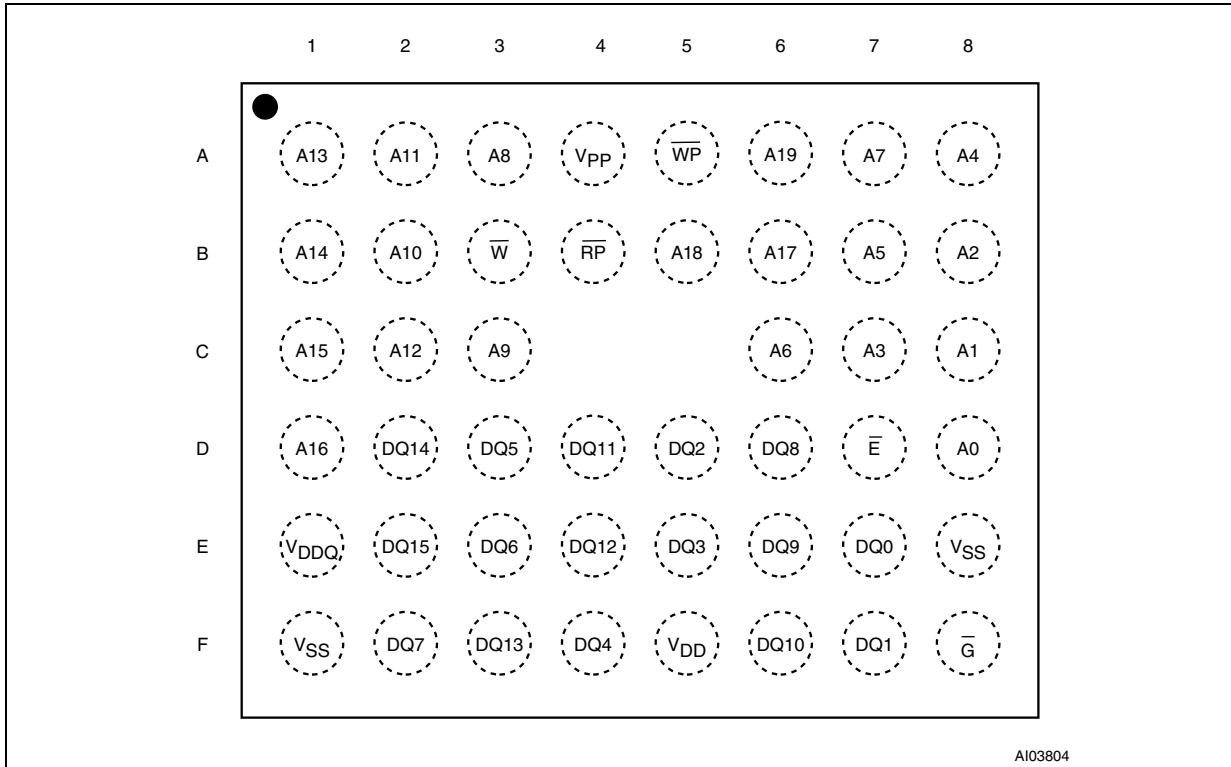 1 2 3 4 5 6 7 8
A A13 A11 A8 VPP W̅P̅ A19 A7 A4
B A14 A10 W̅ R̅P̅ A18 A17 A5 A2
C A15 A12 A9 A6 A3 A1
D A16 DQ14 DQ5 DQ11 DQ2 DQ8 E̅ A0
E VDDQ DQ15 DQ6 DQ12 DQ3 DQ9 DQ0 VSS
F VSS DQ7 DQ13 DQ4 VDD DQ10 DQ1 G̅
AI03804